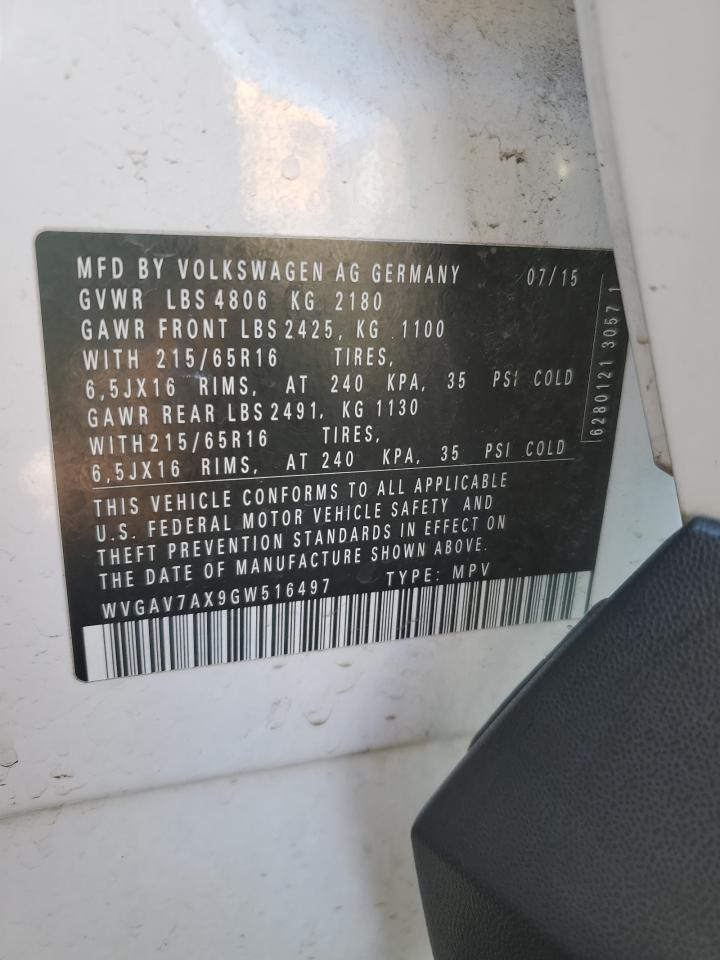 MFD BY VOLKSWAGEN AG GERMANY 07/15
GVWR LBS 4806 KG 2180
GAWR FRONT LBS 2425, KG 1100
WITH 215/65R16 TIRES,
6,5JX16 RIMS, AT 240 KPA, 35 PSI COLD
GAWR REAR LBS 2491, KG 1130
WITH 215/65R16 TIRES,
6,5JX16 RIMS, AT 240 KPA, 35 PSI COLD
THIS VEHICLE CONFORMS TO ALL APPLICABLE
U.S. FEDERAL MOTOR VEHICLE SAFETY AND
THEFT PREVENTION STANDARDS IN EFFECT ON
THE DATE OF MANUFACTURE SHOWN ABOVE.
WVGAV7AX9GW516497 TYPE: MPV
6280121 3057 1